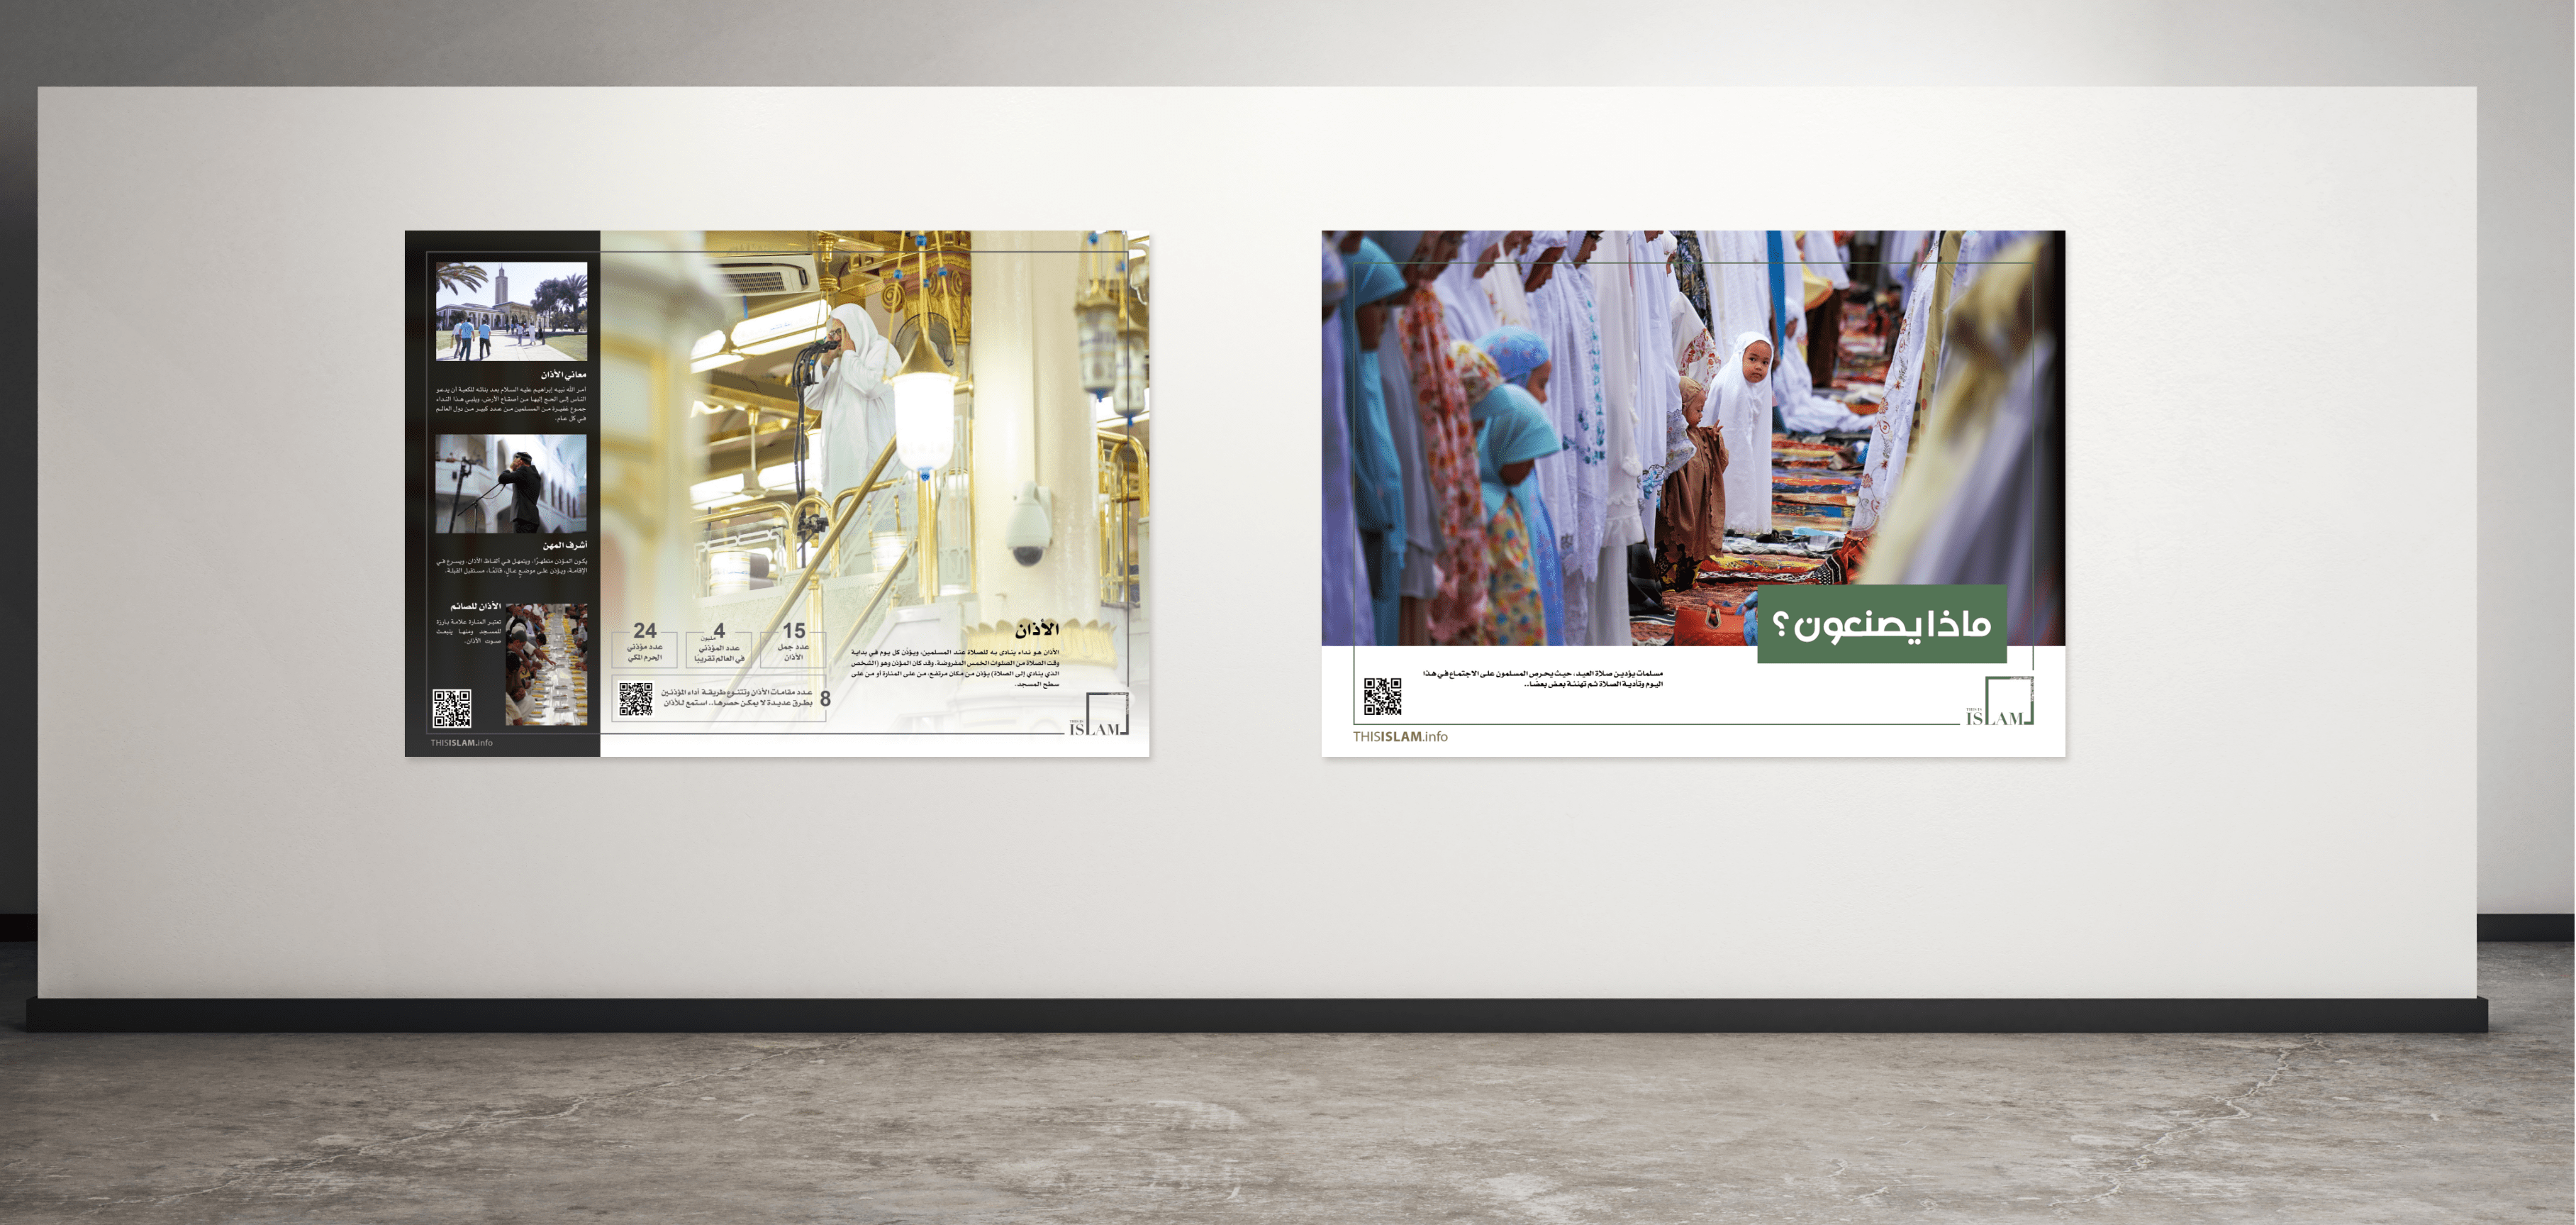 معاني الأذان
أمر الله نبيه إبراهيم عليه السلام بعد بنائه للكعبة أن يدعو
الناس إلى الحج إليها من أصقاع الأرض، ويلبي هذا النداء
جموع غفيرة من المسلمين من عدد كبير من دول العالم
في كل عام.
أشرف المهن
يكون المؤذن متطهرًا، ويتمهل في ألفاظ الأذان، ويسرع في
الإقامة، ويؤذن على موضع عالٍ، قائمًا، مستقبل القبلة.
الأذان للصائم
تعتبر المنارة علامة بارزة
للمسجد ومنها ينبعث
صوت الأذان.
THISISLAM.info
الأذان
الأذان هو نداء ينادى به للصلاة عند المسلمين، ويؤذن كل يوم في بداية
وقت الصلاة من الصلوات الخمس المفروضة. وقد كان المؤذن وهو (الشخص
الذي ينادي إلى الصلاة) يؤذن من مكان مرتفع، من على المنارة أو من على
سطح المسجد.
15
عدد جمل
الأذان
4 مليون
عدد المؤذني
في العالم تقريبًا
24
عدد مؤذني
الحرم المكي
8 عدد مقامات الأذان وتتنوع طريقة أداء المؤذنين
بطرق عديدة لا يمكن حصرها.. استمع للأذان
THIS IS
ISLAM
ماذا يصنعون؟
مسلمات يؤدين صلاة العيد، حيث يحرص المسلمون على الاجتماع في هذا
اليوم وتأدية الصلاة ثم تهنئة بعض بعضا..
THIS IS
ISLAM
THISISLAM.info